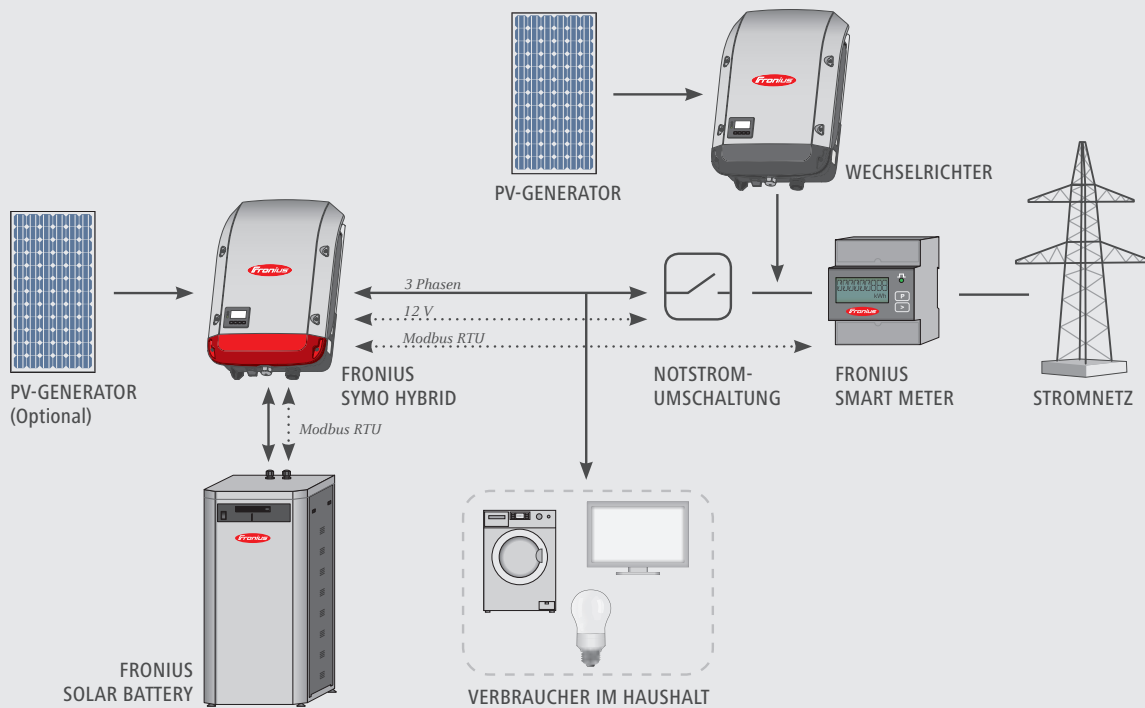 Fronius
PV-GENERATOR
WECHSELRICHTER
Fronius
3 Phasen
12 V
Modbus RTU
kWh
P
>
Fronius
PV-GENERATOR
(Optional)
FRONIUS
SYMO HYBRID
NOTSTROM-
UMSCHALTUNG
FRONIUS
SMART METER
STROMNETZ
Modbus RTU
Fronius
FRONIUS
SOLAR BATTERY
VERBRAUCHER IM HAUSHALT